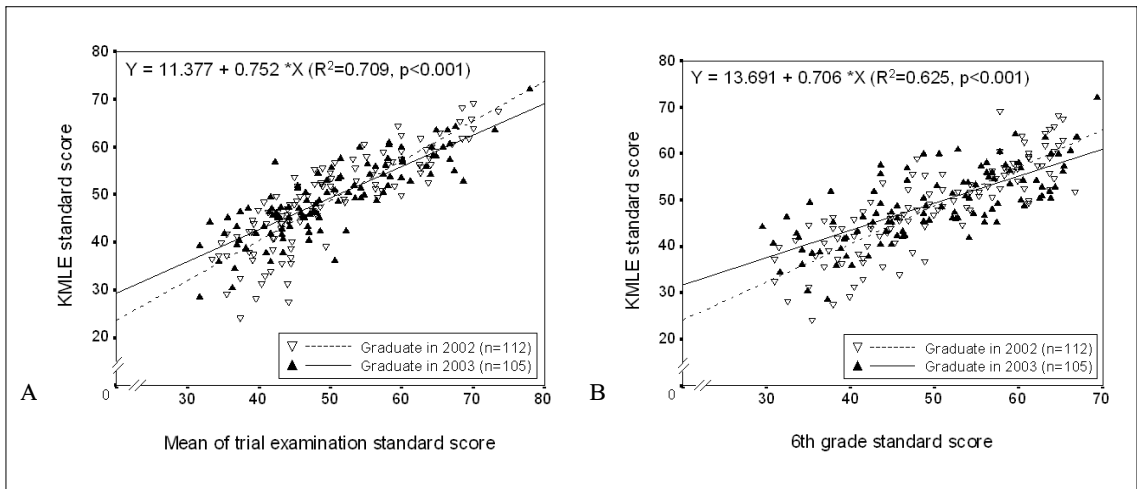 Y = 11.377 + 0.752 *X (R²=0.709, p<0.001)
80
70
60
50
40
30
20
0
KMLE standard score
▽ Graduate in 2002 (n=112)
▲ Graduate in 2003 (n=105)
30 40 50 60 70 80
Mean of trial examination standard score
A
Y = 13.691 + 0.706 *X (R²=0.625, p<0.001)
80
70
60
50
40
30
20
0
KMLE standard score
▽ Graduate in 2002 (n=112)
▲ Graduate in 2003 (n=105)
30 40 50 60 70
6th grade standard score
B